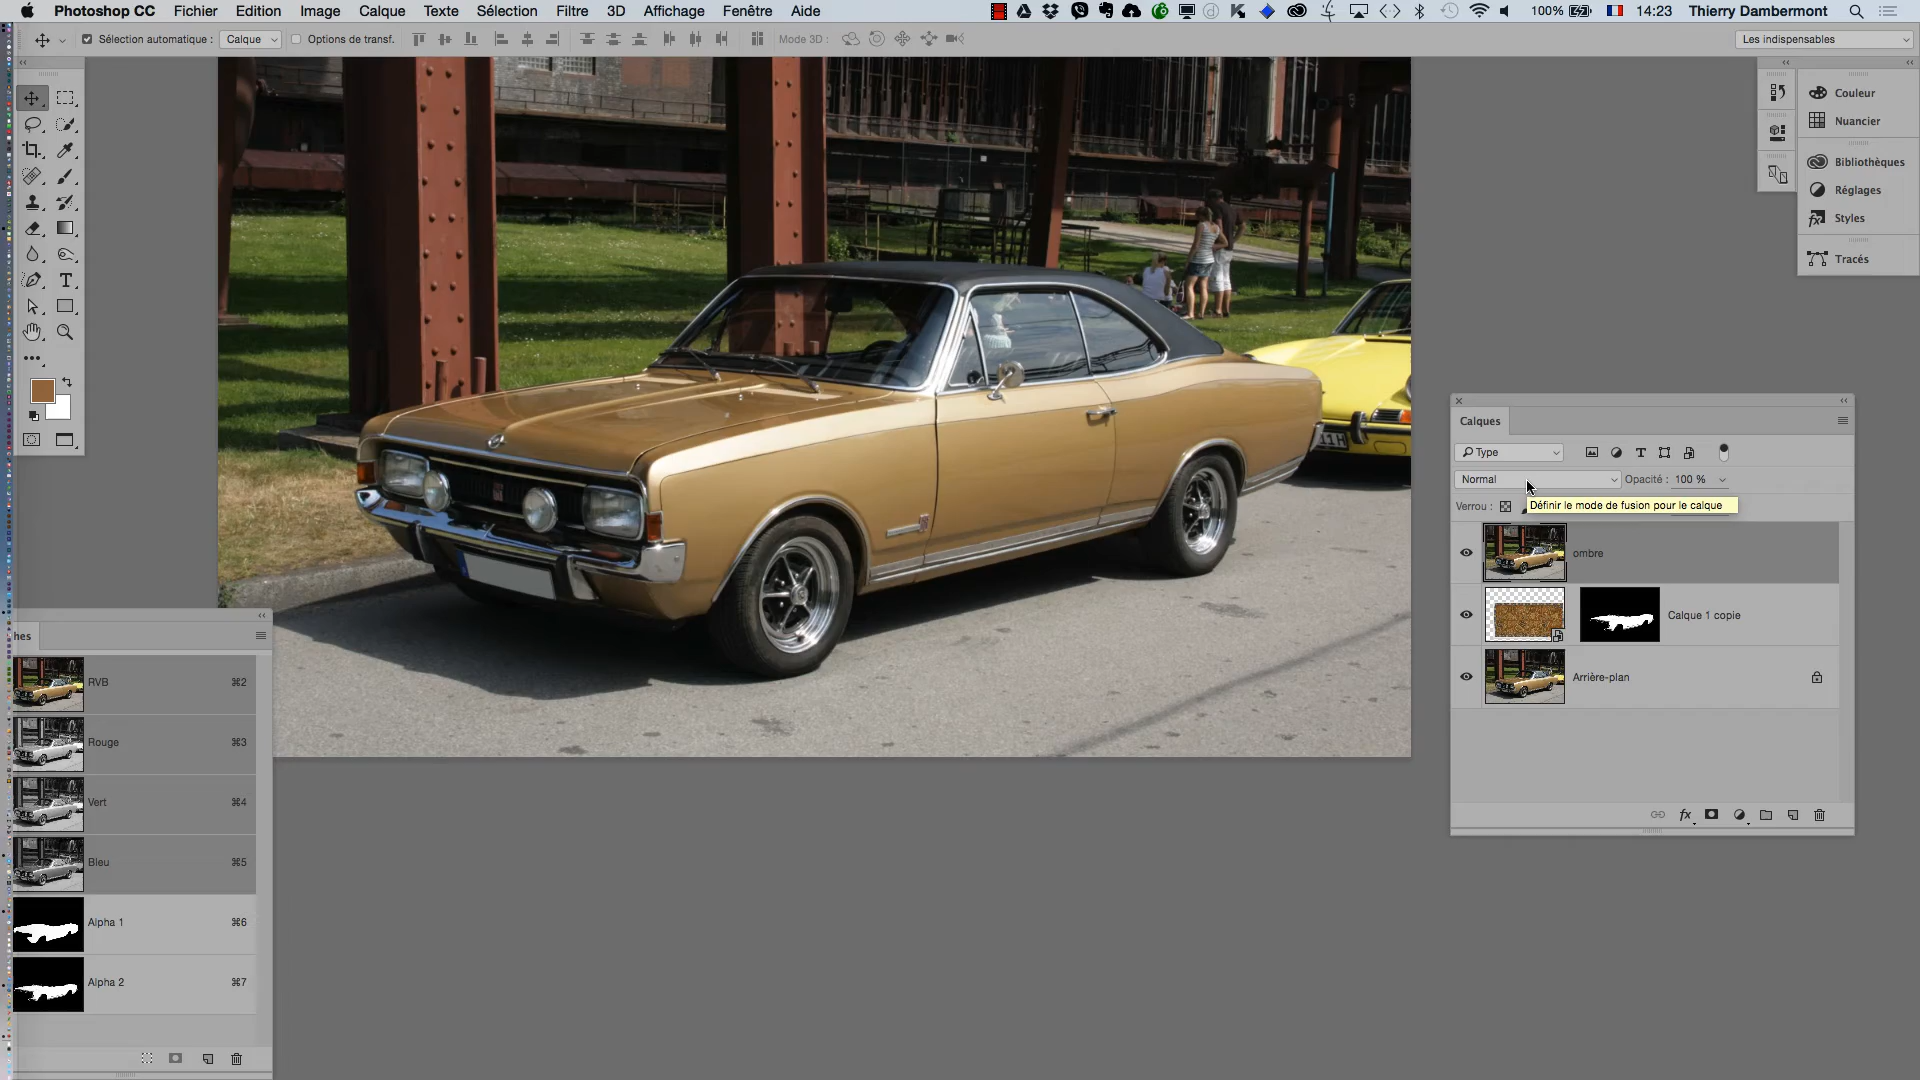 Photoshop CC Fichier Edition Image Calque Texte Sélection Filtre 3D Affichage Fenêtre Aide 100% 14:23 Thierry Dambermont
Sélection automatique : Calque Options de transf. Mode 3D : Les indispensables
Couleur
Nuancier
Bibliothèques
Réglages
Styles
Tracés
Calques
Type
Normal Opacité : 100 %
Verrou : Définir le mode de fusion pour le calque
ombre
Calque 1 copie
Arrière-plan
hes
RVB ⌘2
Rouge ⌘3
Vert ⌘4
Bleu ⌘5
Alpha 1 ⌘6
Alpha 2 ⌘7